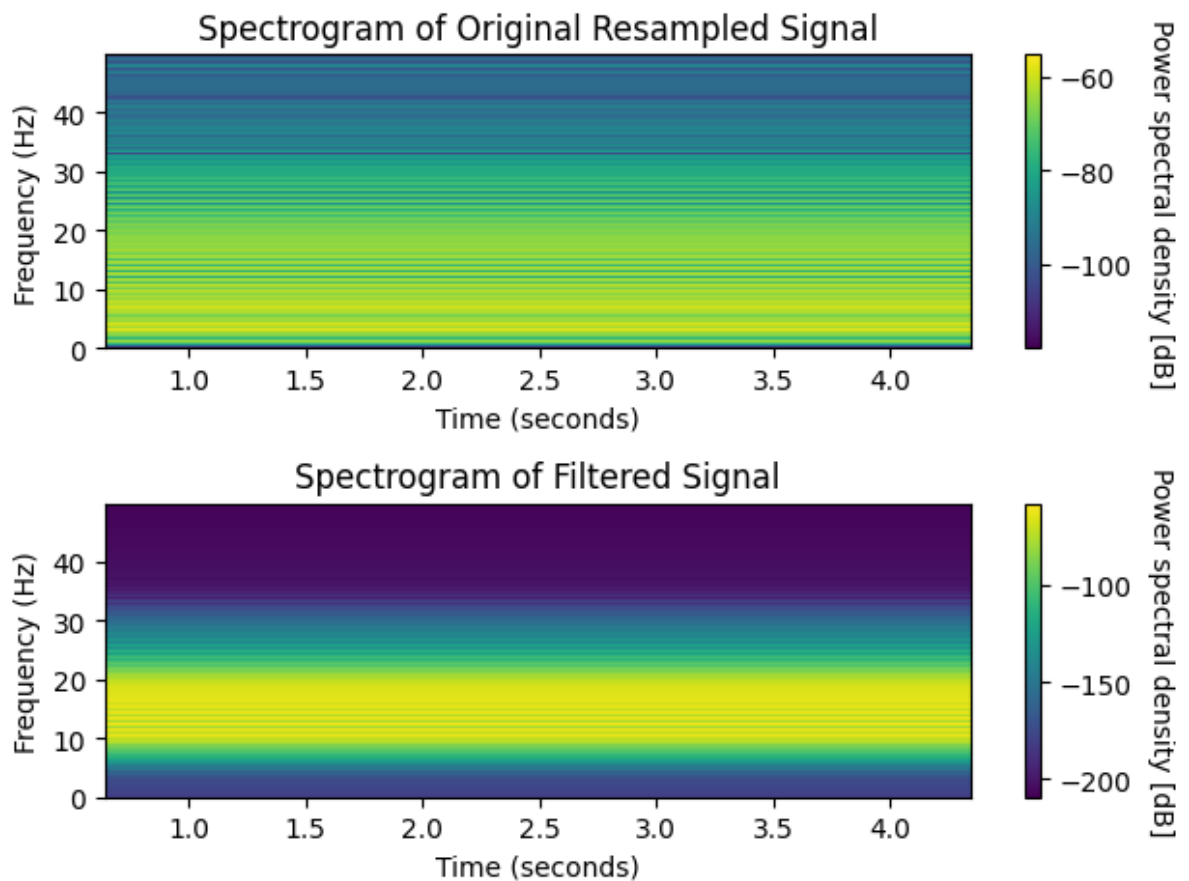 Spectrogram of Original Resampled Signal
Frequency (Hz)
40
30
20
10
0
1.0 1.5 2.0 2.5 3.0 3.5 4.0
Time (seconds)
−60
−80
−100
Power spectral density [dB]
Spectrogram of Filtered Signal
Frequency (Hz)
40
30
20
10
0
1.0 1.5 2.0 2.5 3.0 3.5 4.0
Time (seconds)
−100
−150
−200
Power spectral density [dB]